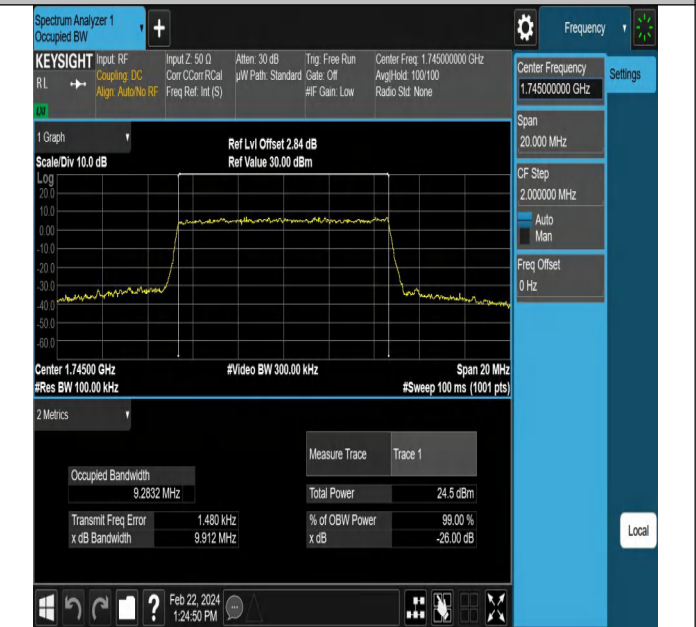 Spectrum Analyzer 1
Occupied BW
+
Frequency
KEYSIGHT
RL
Input: RF
Coupling: DC
Align: Auto/No RF
Input Z: 50 Ω
Corr CCorr RCal
Freq Ref: Int (S)
Atten: 30 dB
µW Path: Standard
Trig: Free Run
Gate: Off
#IF Gain: Low
Center Freq: 1.745000000 GHz
Avg|Hold: 100/100
Radio Std: None
Center Frequency
1.745000000 GHz
Settings
Span
20.000 MHz
CF Step
2.000000 MHz
Auto
Man
Freq Offset
0 Hz
1 Graph
Scale/Div 10.0 dB
Ref Lvl Offset 2.84 dB
Ref Value 30.00 dBm
Log
20.0
10.0
0.00
-10.0
-20.0
-30.0
-40.0
-50.0
-60.0
Center 1.74500 GHz
#Res BW 100.00 kHz
#Video BW 300.00 kHz
Span 20 MHz
#Sweep 100 ms (1001 pts)
2 Metrics
Measure Trace Trace 1
Occupied Bandwidth
9.2832 MHz
Total Power 24.5 dBm
Transmit Freq Error 1.480 kHz
% of OBW Power 99.00 %
x dB Bandwidth 9.912 MHz
x dB -26.00 dB
Local
?
Feb 22, 2024
1:24:50 PM